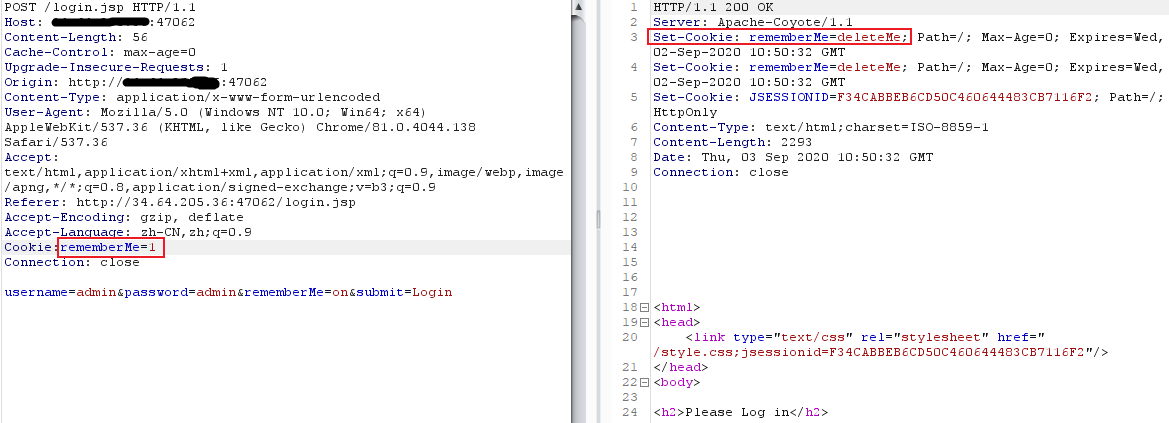 POST /login.jsp HTTP/1.1
Host: :47062
Content-Length: 56
Cache-Control: max-age=0
Upgrade-Insecure-Requests: 1
Origin: http://:47062
Content-Type: application/x-www-form-urlencoded
User-Agent: Mozilla/5.0 (Windows NT 10.0; Win64; x64)
AppleWebKit/537.36 (KHTML, like Gecko) Chrome/81.0.4044.138
Safari/537.36
Accept:
text/html,application/xhtml+xml,application/xml;q=0.9,image/webp,image
/apng,*/*;q=0.8,application/signed-exchange;v=b3;q=0.9
Referer: http://34.64.205.36:47062/login.jsp
Accept-Encoding: gzip, deflate
Accept-Language: zh-CN,zh;q=0.9
Cookie:rememberMe=1
Connection: close
username=admin&password=admin&rememberMe=on&submit=Login
1 HTTP/1.1 200 OK
2 Server: Apache-Coyote/1.1
3 Set-Cookie: rememberMe=deleteMe; Path=/; Max-Age=0; Expires=Wed,
02-Sep-2020 10:50:32 GMT
4 Set-Cookie: rememberMe=deleteMe; Path=/; Max-Age=0; Expires=Wed,
02-Sep-2020 10:50:32 GMT
5 Set-Cookie: JSESSIONID=F34CABBEB6CD50C460644483CB7116F2; Path=/;
HttpOnly
6 Content-Type: text/html;charset=ISO-8859-1
7 Content-Length: 2293
8 Date: Thu, 03 Sep 2020 10:50:32 GMT
9 Connection: close
10
11
12
13
14
15
16
17
18 <html>
19 <head>
20 <link type="text/css" rel="stylesheet" href="
/style.css;jsessionid=F34CABBEB6CD50C460644483CB7116F2"/>
21 </head>
22 <body>
23
24 <h2>Please Log in</h2>